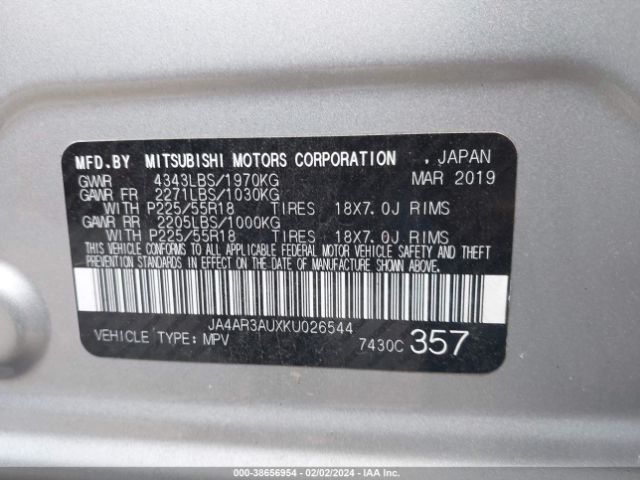 MFD.BY MITSUBISHI MOTORS CORPORATION . JAPAN
GVWR 4343LBS/1970KG MAR 2019
GAWR FR 2271LBS/1030KG
WITH P225/55R18 TIRES 18X7.0J RIMS
GAWR RR 2205LBS/1000KG
WITH P225/55R18 TIRES 18X7.0J RIMS
THIS VEHICLE CONFORMS TO ALL APPLICABLE FEDERAL MOTOR VEHICLE SAFETY AND THEFT
PREVENTION STANDARDS IN EFFECT ON THE DATE OF MANUFACTURE SHOWN ABOVE.
JA4AR3AUXKU026544
VEHICLE TYPE: MPV 7430C 357
000-38656954 - 02/02/2024 - IAA Inc.